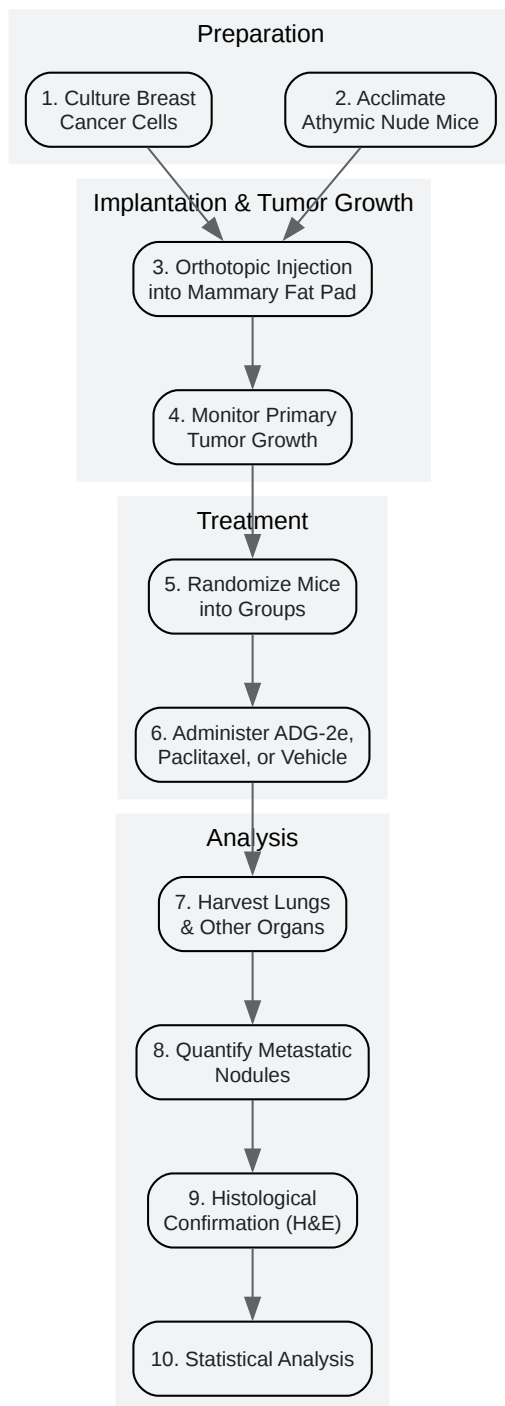 Preparation
1. Culture Breast
Cancer Cells
2. Acclimate
Athymic Nude Mice
Implantation & Tumor Growth
3. Orthotopic Injection
into Mammary Fat Pad
4. Monitor Primary
Tumor Growth
Treatment
5. Randomize Mice
into Groups
6. Administer ADG-2e,
Paclitaxel, or Vehicle
Analysis
7. Harvest Lungs
& Other Organs
8. Quantify Metastatic
Nodules
9. Histological
Confirmation (H&E)
10. Statistical Analysis